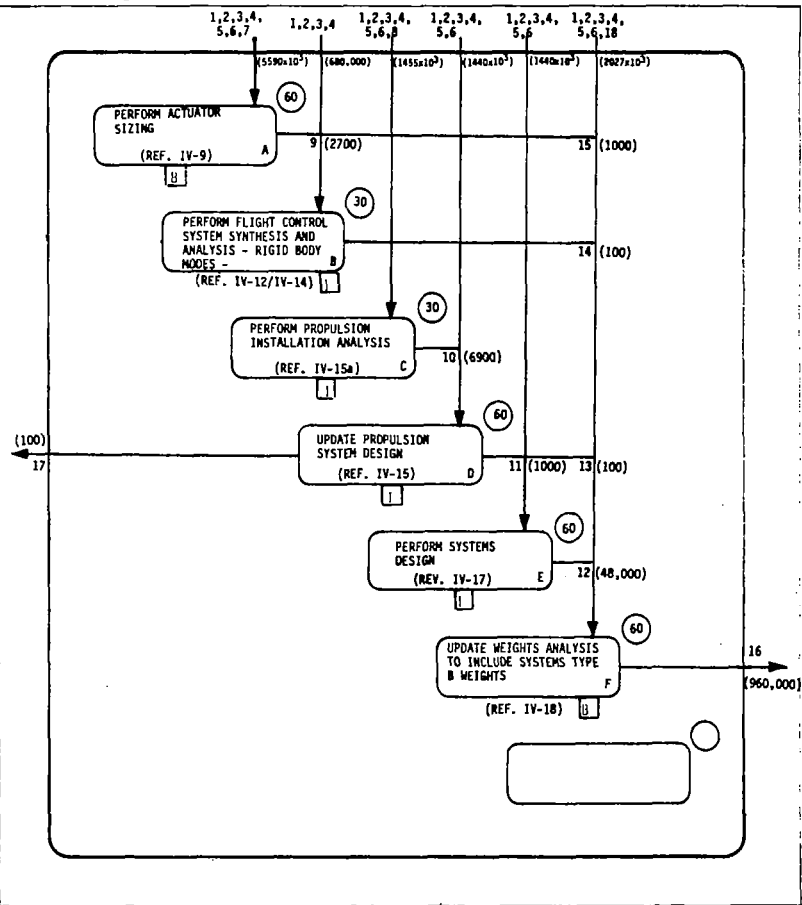 1,2,3,4, 1,2,3,4 1,2,3,4, 1,2,3,4, 1,2,3,4, 1,2,3,4,
5,6,7 5,6,8 5,6 5,6 5,6,18
(5590x10³) (680,000) (1455x10³) (1440x10³) (1440x10³) (2027x10³)
60
PERFORM ACTUATOR
SIZING
(REF. IV-9) A
B
9 (2700) 15 (1000)
30
PERFORM FLIGHT CONTROL
SYSTEM SYNTHESIS AND
ANALYSIS - RIGID BODY
MODES - B
(REF. IV-12/IV-14) I
14 (100)
30
PERFORM PROPULSION
INSTALLATION ANALYSIS
(REF. IV-15a) C
I
10 (6900)
60
UPDATE PROPULSION
SYSTEM DESIGN
(REF. IV-15) D
I
(100)
17
11 (1000) 13 (100)
60
PERFORM SYSTEMS
DESIGN
(REV. IV-17) E
I
12 (48,000)
60
UPDATE WEIGHTS ANALYSIS
TO INCLUDE SYSTEMS TYPE
B WEIGHTS F
(REF. IV-18) B
16
(960,000)